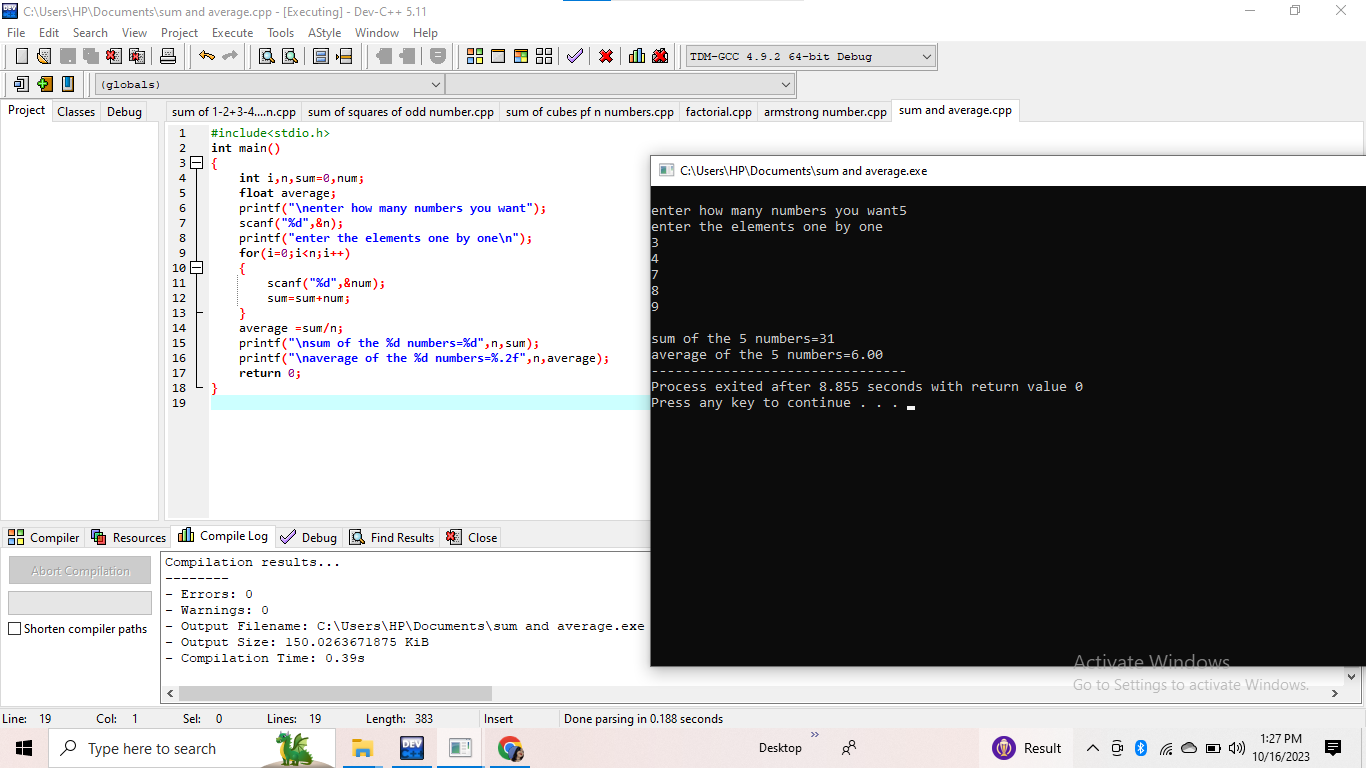 C:\Users\HP\Documents\sum and average.cpp - [Executing] - Dev-C++ 5.11
File Edit Search View Project Execute Tools AStyle Window Help
TDM-GCC 4.9.2 64-bit Debug
(globals)
Project Classes Debug
sum of 1-2+3-4....n.cpp sum of squares of odd number.cpp sum of cubes pf n numbers.cpp factorial.cpp armstrong number.cpp sum and average.cpp
1 #include<stdio.h>
2 int main()
3 {
4 int i,n,sum=0,num;
5 float average;
6 printf("\nenter how many numbers you want");
7 scanf("%d",&n);
8 printf("enter the elements one by one\n");
9 for(i=0;i<n;i++)
10 {
11 scanf("%d",&num);
12 sum=sum+num;
13 }
14 average =sum/n;
15 printf("\nsum of the %d numbers=%d",n,sum);
16 printf("\naverage of the %d numbers=%.2f",n,average);
17 return 0;
18 }
19
C:\Users\HP\Documents\sum and average.exe
enter how many numbers you want5
enter the elements one by one
3
4
7
8
9
sum of the 5 numbers=31
average of the 5 numbers=6.00
--------------------------------
Process exited after 8.855 seconds with return value 0
Press any key to continue . . .
Compiler Resources Compile Log Debug Find Results Close
Abort Compilation
Shorten compiler paths
Compilation results...
--------
- Errors: 0
- Warnings: 0
- Output Filename: C:\Users\HP\Documents\sum and average.exe
- Output Size: 150.0263671875 KiB
- Compilation Time: 0.39s
Activate Windows
Go to Settings to activate Windows.
Line: 19 Col: 1 Sel: 0 Lines: 19 Length: 383 Insert Done parsing in 0.188 seconds
Type here to search
DEV
Desktop
Result
1:27 PM
10/16/2023